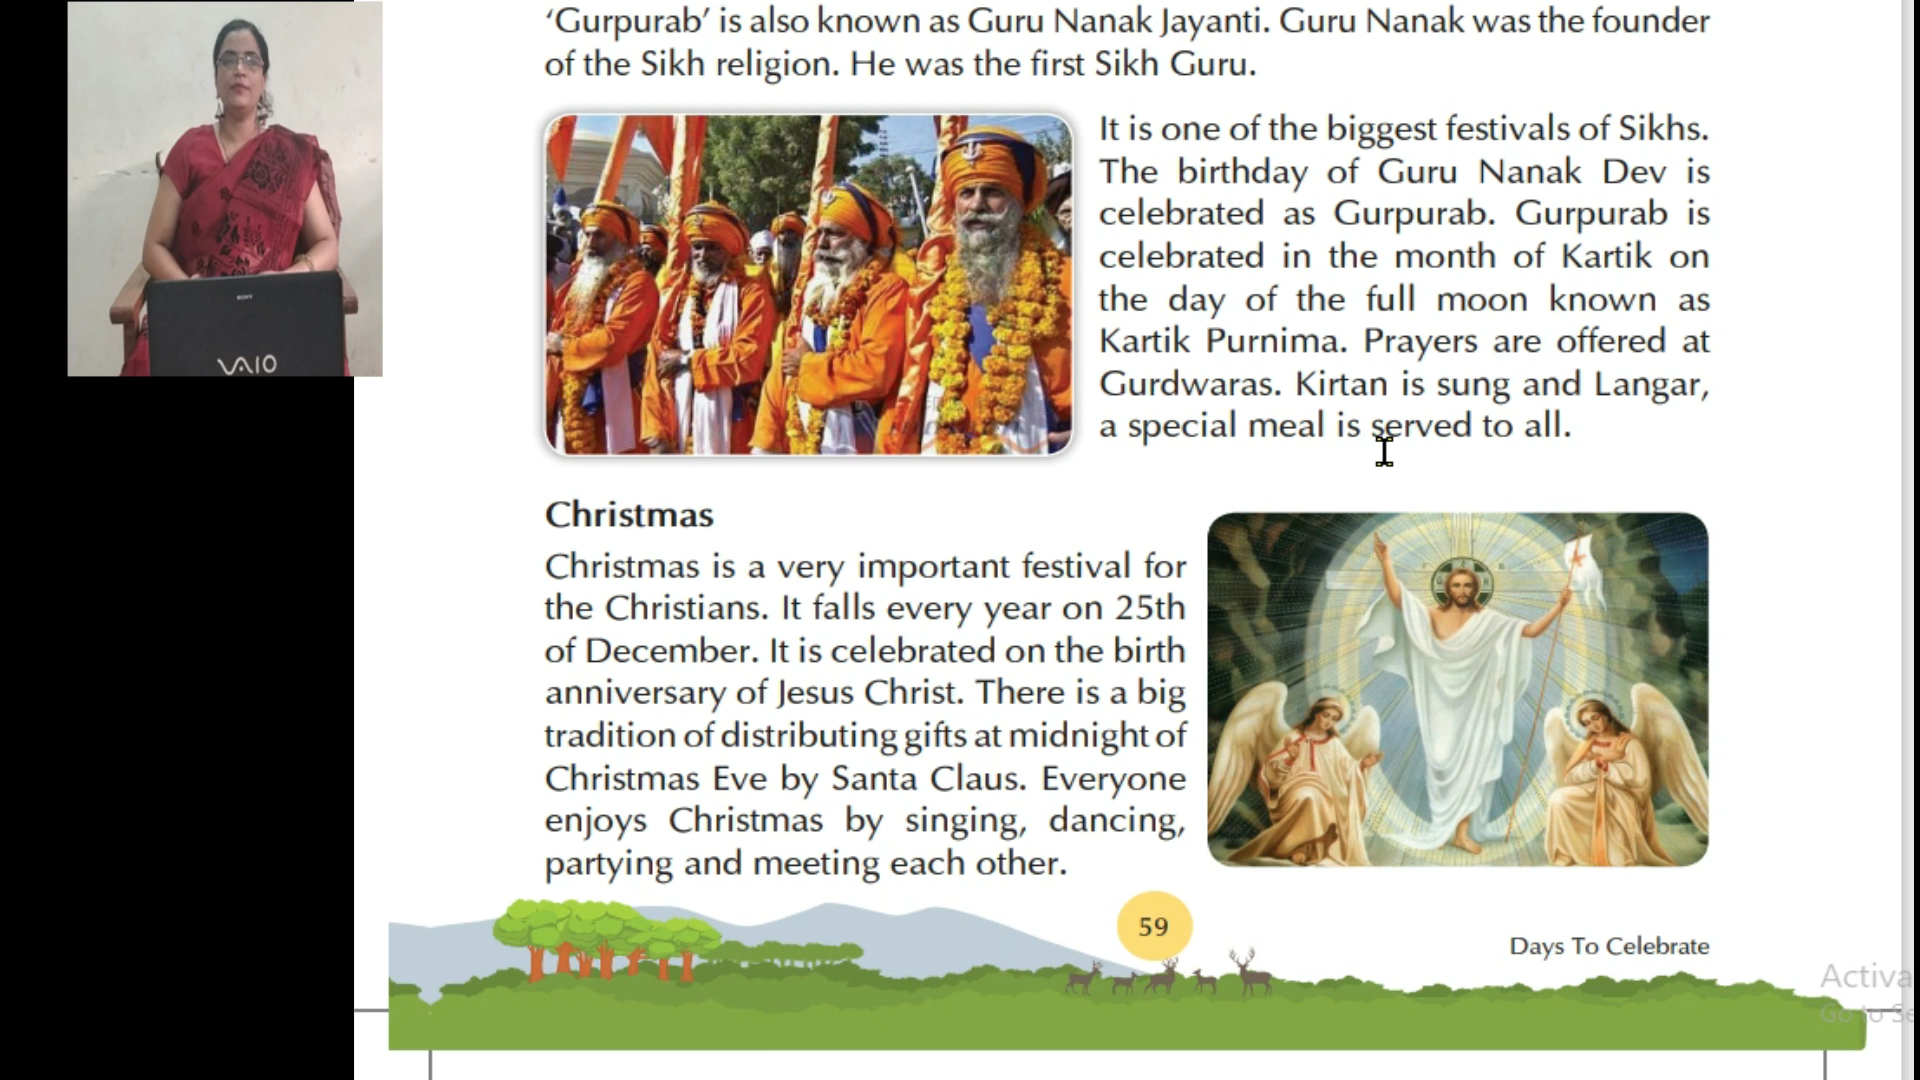 ‘Gurpurab’ is also known as Guru Nanak Jayanti. Guru Nanak was the founder
of the Sikh religion. He was the first Sikh Guru.
It is one of the biggest festivals of Sikhs.
The birthday of Guru Nanak Dev is
celebrated as Gurpurab. Gurpurab is
celebrated in the month of Kartik on
the day of the full moon known as
Kartik Purnima. Prayers are offered at
Gurdwaras. Kirtan is sung and Langar,
a special meal is served to all.
Christmas
Christmas is a very important festival for
the Christians. It falls every year on 25th
of December. It is celebrated on the birth
anniversary of Jesus Christ. There is a big
tradition of distributing gifts at midnight of
Christmas Eve by Santa Claus. Everyone
enjoys Christmas by singing, dancing,
partying and meeting each other.
59
Days To Celebrate
SONY
VAIO
Activa
Go to Se